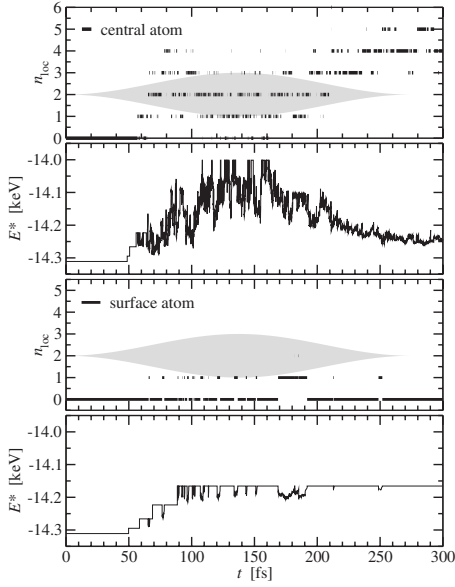 6
5
4
3
2
1
0
n_loc
central atom
-14.0
-14.1
-14.2
-14.3
E* [keV]
5
4
3
2
1
0
n_loc
surface atom
-14.0
-14.1
-14.2
-14.3
E* [keV]
0 50 100 150 200 250 300
t [fs]